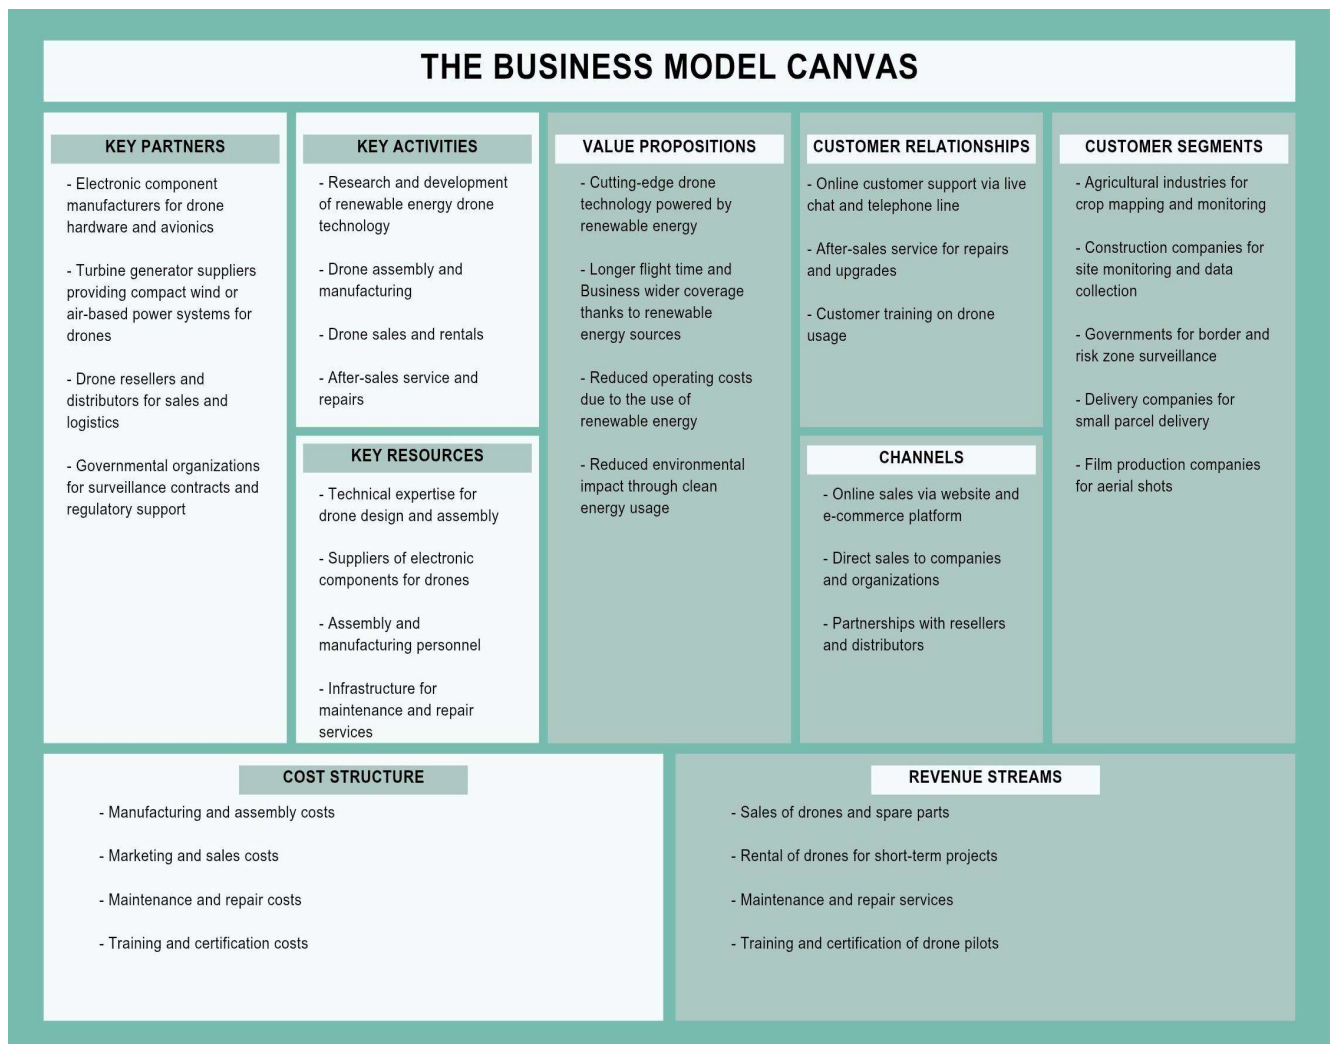 THE BUSINESS MODEL CANVAS
KEY PARTNERS
- Electronic component
manufacturers for drone
hardware and avionics
- Turbine generator suppliers
providing compact wind or
air-based power systems for
drones
- Drone resellers and
distributors for sales and
logistics
- Governmental organizations
for surveillance contracts and
regulatory support
KEY ACTIVITIES
- Research and development
of renewable energy drone
technology
- Drone assembly and
manufacturing
- Drone sales and rentals
- After-sales service and
repairs
KEY RESOURCES
- Technical expertise for
drone design and assembly
- Suppliers of electronic
components for drones
- Assembly and
manufacturing personnel
- Infrastructure for
maintenance and repair
services
VALUE PROPOSITIONS
- Cutting-edge drone
technology powered by
renewable energy
- Longer flight time and
Business wider coverage
thanks to renewable
energy sources
- Reduced operating costs
due to the use of
renewable energy
- Reduced environmental
impact through clean
energy usage
CUSTOMER RELATIONSHIPS
- Online customer support via live
chat and telephone line
- After-sales service for repairs
and upgrades
- Customer training on drone
usage
CHANNELS
- Online sales via website and
e-commerce platform
- Direct sales to companies
and organizations
- Partnerships with resellers
and distributors
CUSTOMER SEGMENTS
- Agricultural industries for
crop mapping and monitoring
- Construction companies for
site monitoring and data
collection
- Governments for border and
risk zone surveillance
- Delivery companies for
small parcel delivery
- Film production companies
for aerial shots
COST STRUCTURE
- Manufacturing and assembly costs
- Marketing and sales costs
- Maintenance and repair costs
- Training and certification costs
REVENUE STREAMS
- Sales of drones and spare parts
- Rental of drones for short-term projects
- Maintenance and repair services
- Training and certification of drone pilots